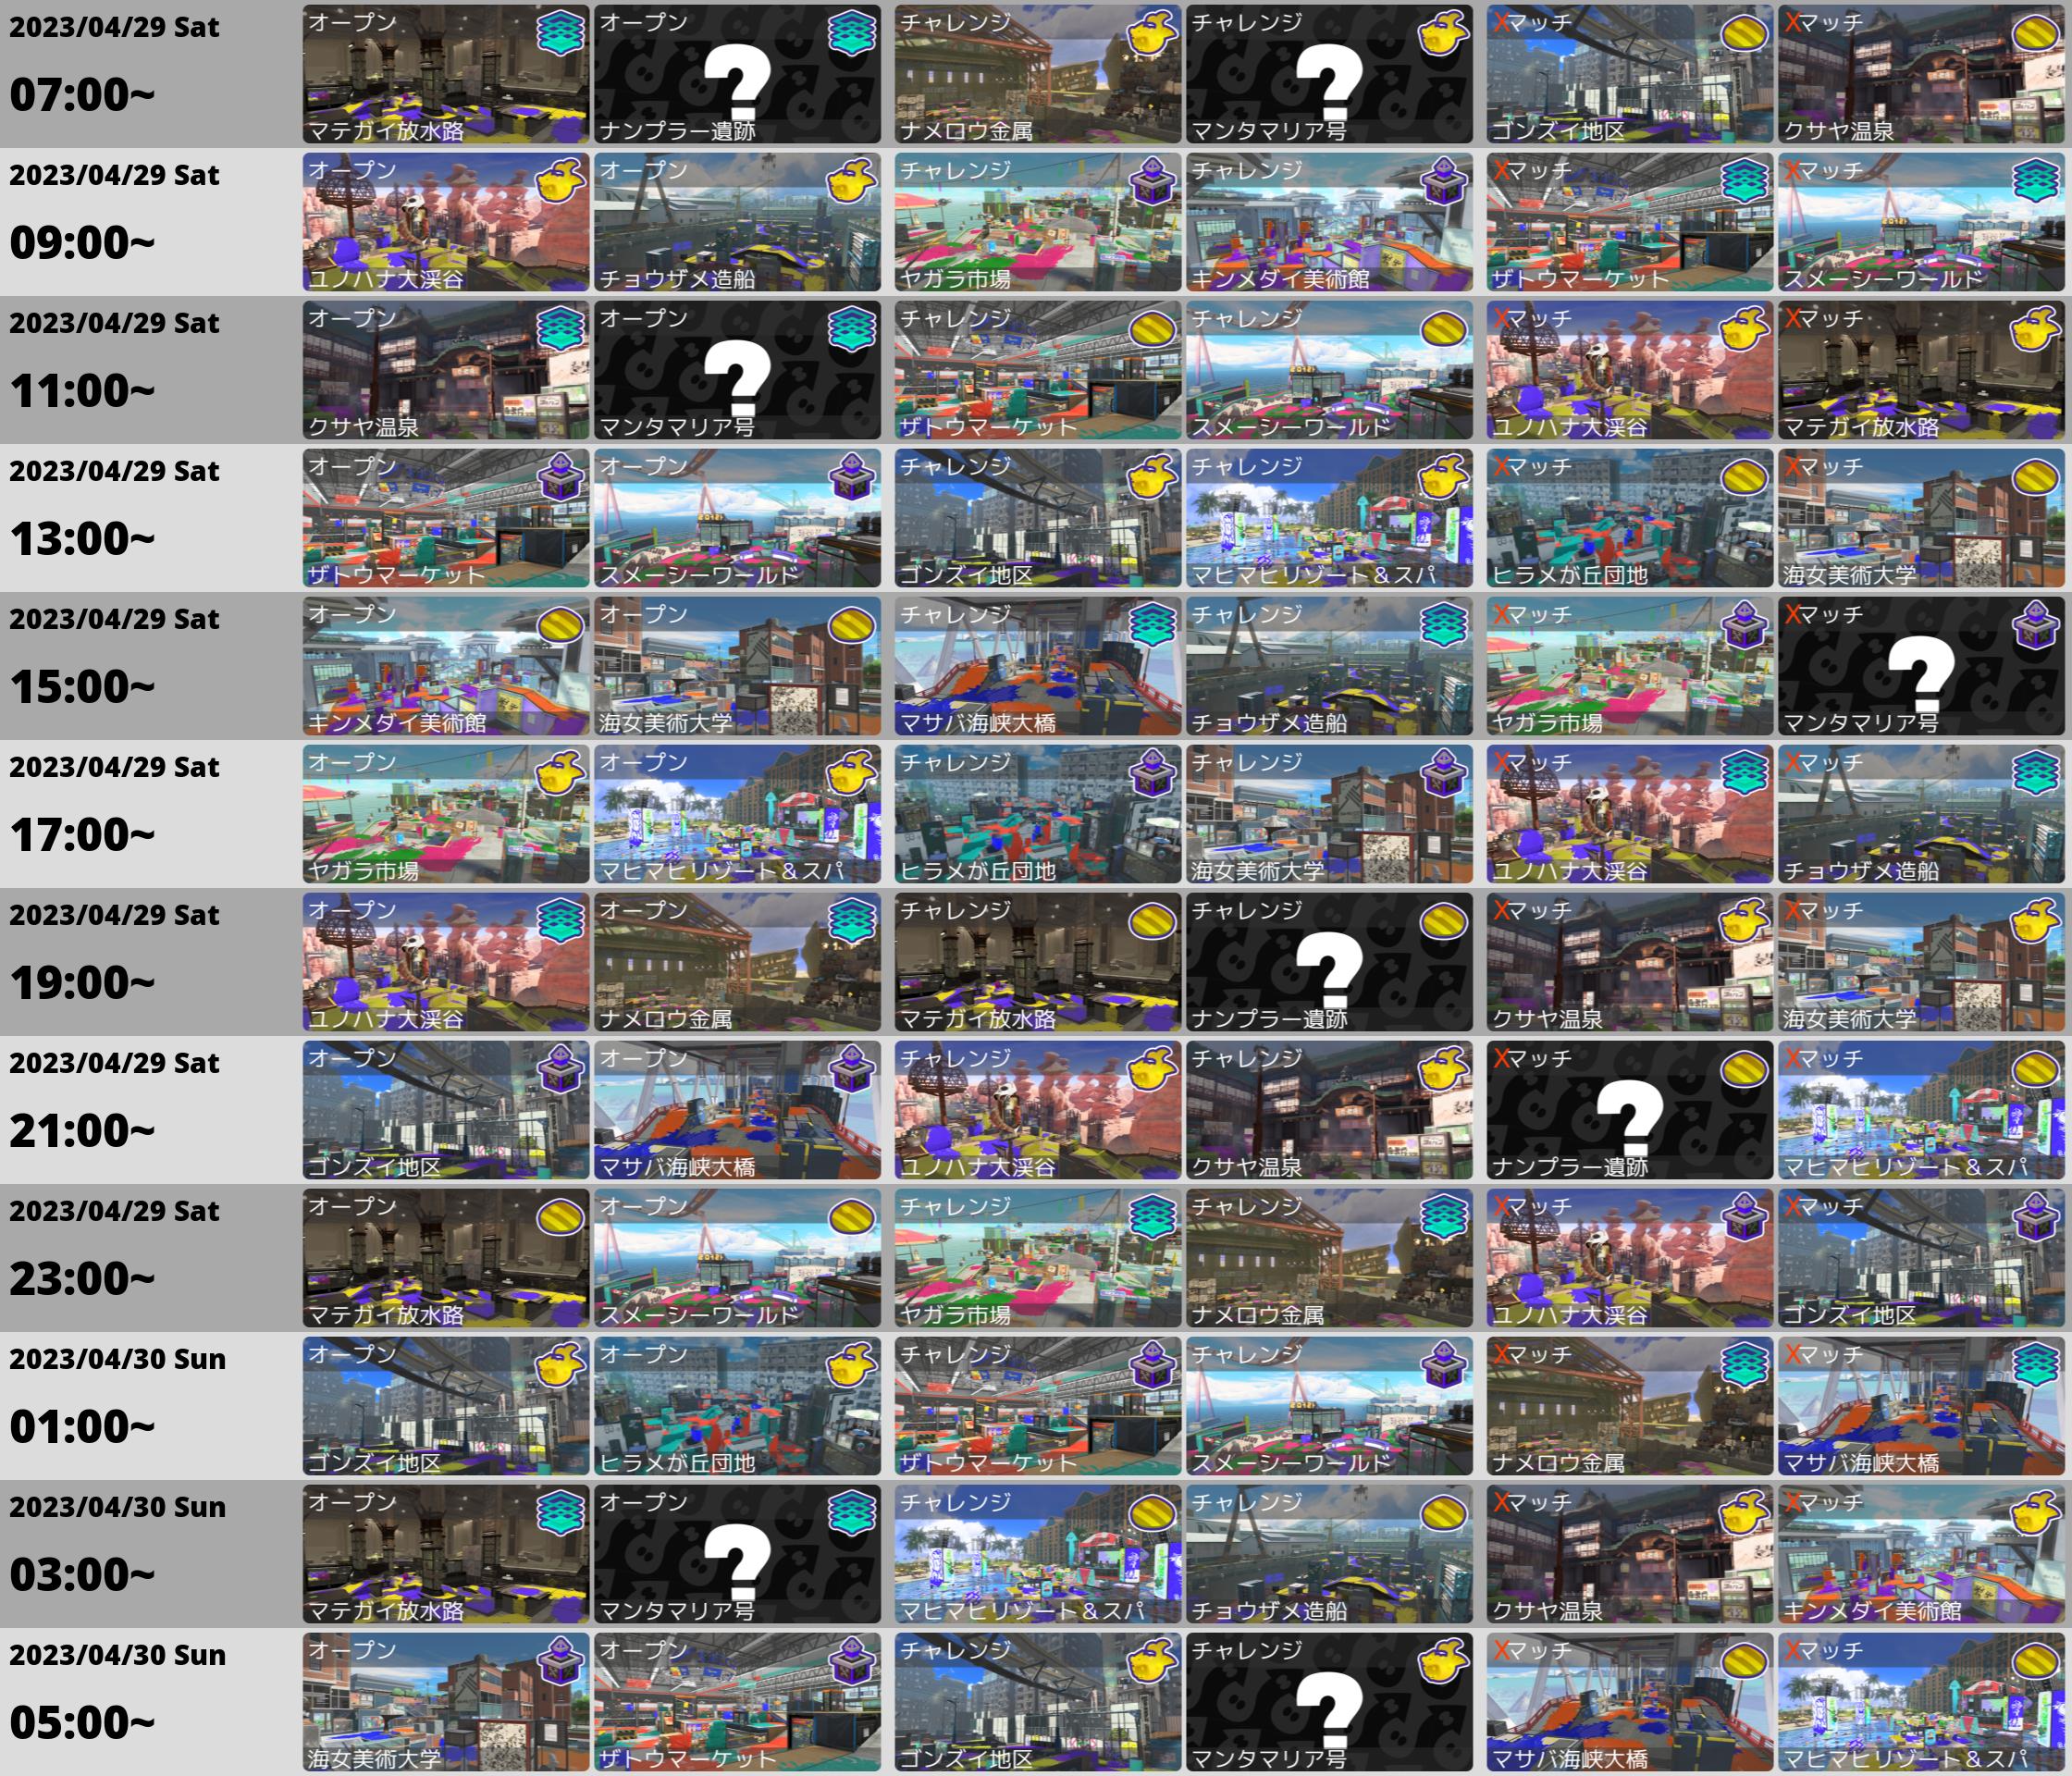 2023/04/29 Sat
07:00~
オープン
マテガイ放水路
オープン
ナンプラー遺跡
チャレンジ
ナメロウ金属
チャレンジ
マンタマリア号
Xマッチ
ゴンズイ地区
Xマッチ
クサヤ温泉
2023/04/29 Sat
09:00~
オープン
ユノハナ大渓谷
オープン
チョウザメ造船
チャレンジ
ヤガラ市場
チャレンジ
キンメダイ美術館
Xマッチ
ザトウマーケット
Xマッチ
スメーシーワールド
2023/04/29 Sat
11:00~
オープン
クサヤ温泉
オープン
マンタマリア号
チャレンジ
ザトウマーケット
チャレンジ
スメーシーワールド
Xマッチ
ユノハナ大渓谷
Xマッチ
マテガイ放水路
2023/04/29 Sat
13:00~
オープン
ザトウマーケット
オープン
スメーシーワールド
チャレンジ
ゴンズイ地区
チャレンジ
マヒマヒリゾート&スパ
Xマッチ
ヒラメが丘団地
Xマッチ
海女美術大学
2023/04/29 Sat
15:00~
オープン
キンメダイ美術館
オープン
海女美術大学
チャレンジ
マサバ海峡大橋
チャレンジ
チョウザメ造船
Xマッチ
ヤガラ市場
Xマッチ
マンタマリア号
2023/04/29 Sat
17:00~
オープン
ヤガラ市場
オープン
マヒマヒリゾート&スパ
チャレンジ
ヒラメが丘団地
チャレンジ
海女美術大学
Xマッチ
ユノハナ大渓谷
Xマッチ
チョウザメ造船
2023/04/29 Sat
19:00~
オープン
ユノハナ大渓谷
オープン
ナメロウ金属
チャレンジ
マテガイ放水路
チャレンジ
ナンプラー遺跡
Xマッチ
クサヤ温泉
Xマッチ
海女美術大学
2023/04/29 Sat
21:00~
オープン
ゴンズイ地区
オープン
マサバ海峡大橋
チャレンジ
ユノハナ大渓谷
チャレンジ
クサヤ温泉
Xマッチ
ナンプラー遺跡
Xマッチ
マヒマヒリゾート&スパ
2023/04/29 Sat
23:00~
オープン
マテガイ放水路
オープン
スメーシーワールド
チャレンジ
ヤガラ市場
チャレンジ
ナメロウ金属
Xマッチ
ユノハナ大渓谷
Xマッチ
ゴンズイ地区
2023/04/30 Sun
01:00~
オープン
ゴンズイ地区
オープン
ヒラメが丘団地
チャレンジ
ザトウマーケット
チャレンジ
スメーシーワールド
Xマッチ
ナメロウ金属
Xマッチ
マサバ海峡大橋
2023/04/30 Sun
03:00~
オープン
マテガイ放水路
オープン
マンタマリア号
チャレンジ
マヒマヒリゾート&スパ
チャレンジ
チョウザメ造船
Xマッチ
クサヤ温泉
Xマッチ
キンメダイ美術館
2023/04/30 Sun
05:00~
オープン
海女美術大学
オープン
ザトウマーケット
チャレンジ
ゴンズイ地区
チャレンジ
マンタマリア号
Xマッチ
マサバ海峡大橋
Xマッチ
マヒマヒリゾート&スパ